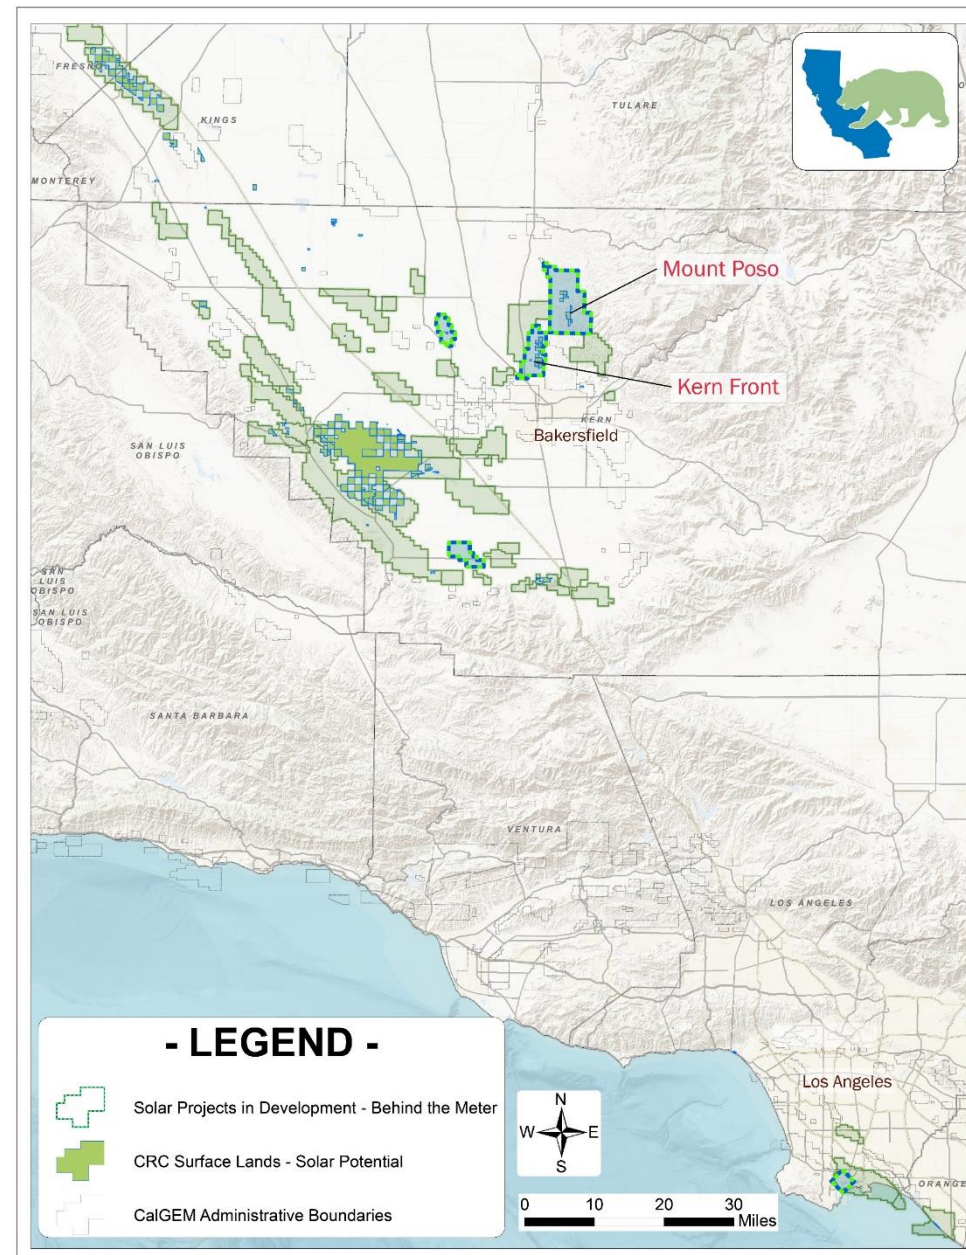 FRESNO
KINGS
TULARE
MONTEREY
Mount Poso
Kern Front
KERN
Bakersfield
SAN LUIS
OBISPO
SAN
LUIS
OBISPO
SAN LUIS
OBISPO
SANTA BARBARA
VENTURA
LOS ANGELES
- LEGEND -
Solar Projects in Development - Behind the Meter
CRC Surface Lands - Solar Potential
CalGEM Administrative Boundaries
N
W E
S
0 10 20 30
Miles
Los Angeles
ORANGE